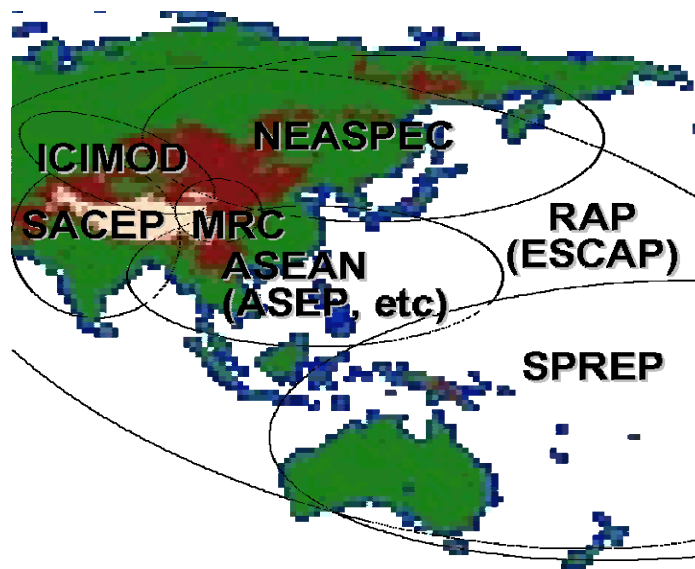 NEASPEC
ICIMOD
SACEP
MRC
RAP
(ESCAP)
ASEAN
(ASEP, etc)
SPREP